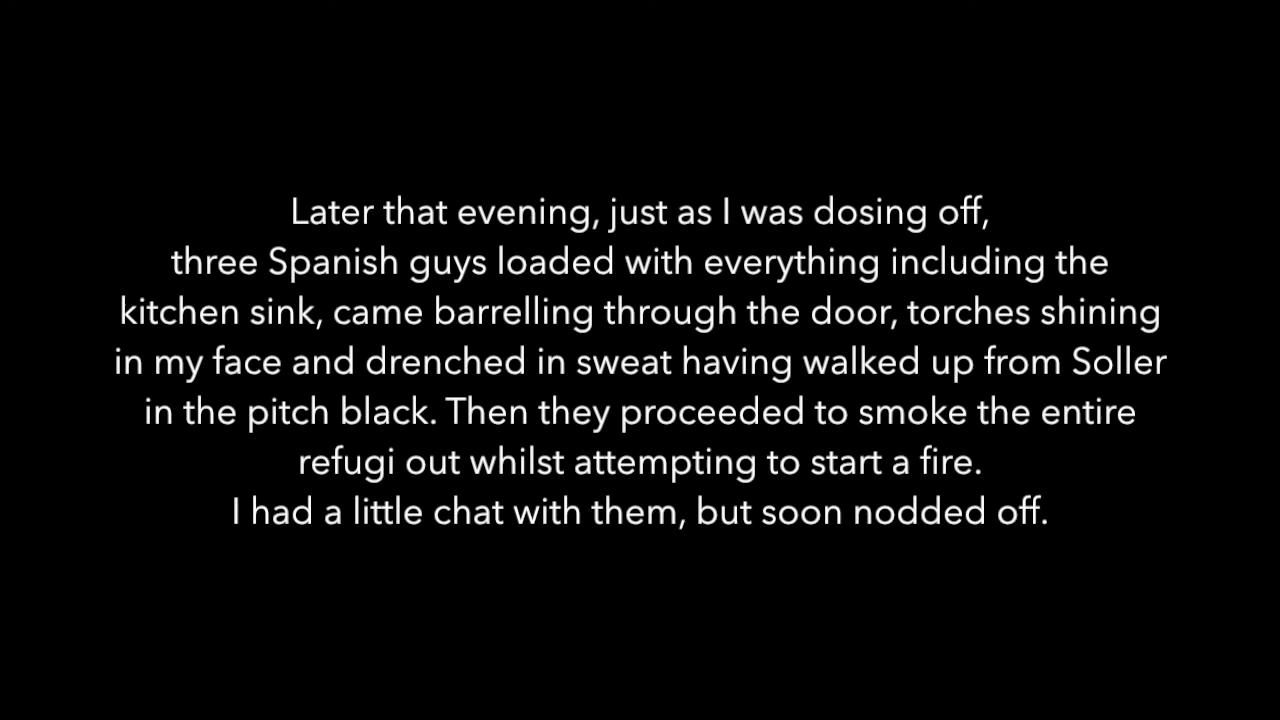 Later that evening, just as I was dosing off,
three Spanish guys loaded with everything including the
kitchen sink, came barrelling through the door, torches shining
in my face and drenched in sweat having walked up from Soller
in the pitch black. Then they proceeded to smoke the entire
refugi out whilst attempting to start a fire.
I had a little chat with them, but soon nodded off.